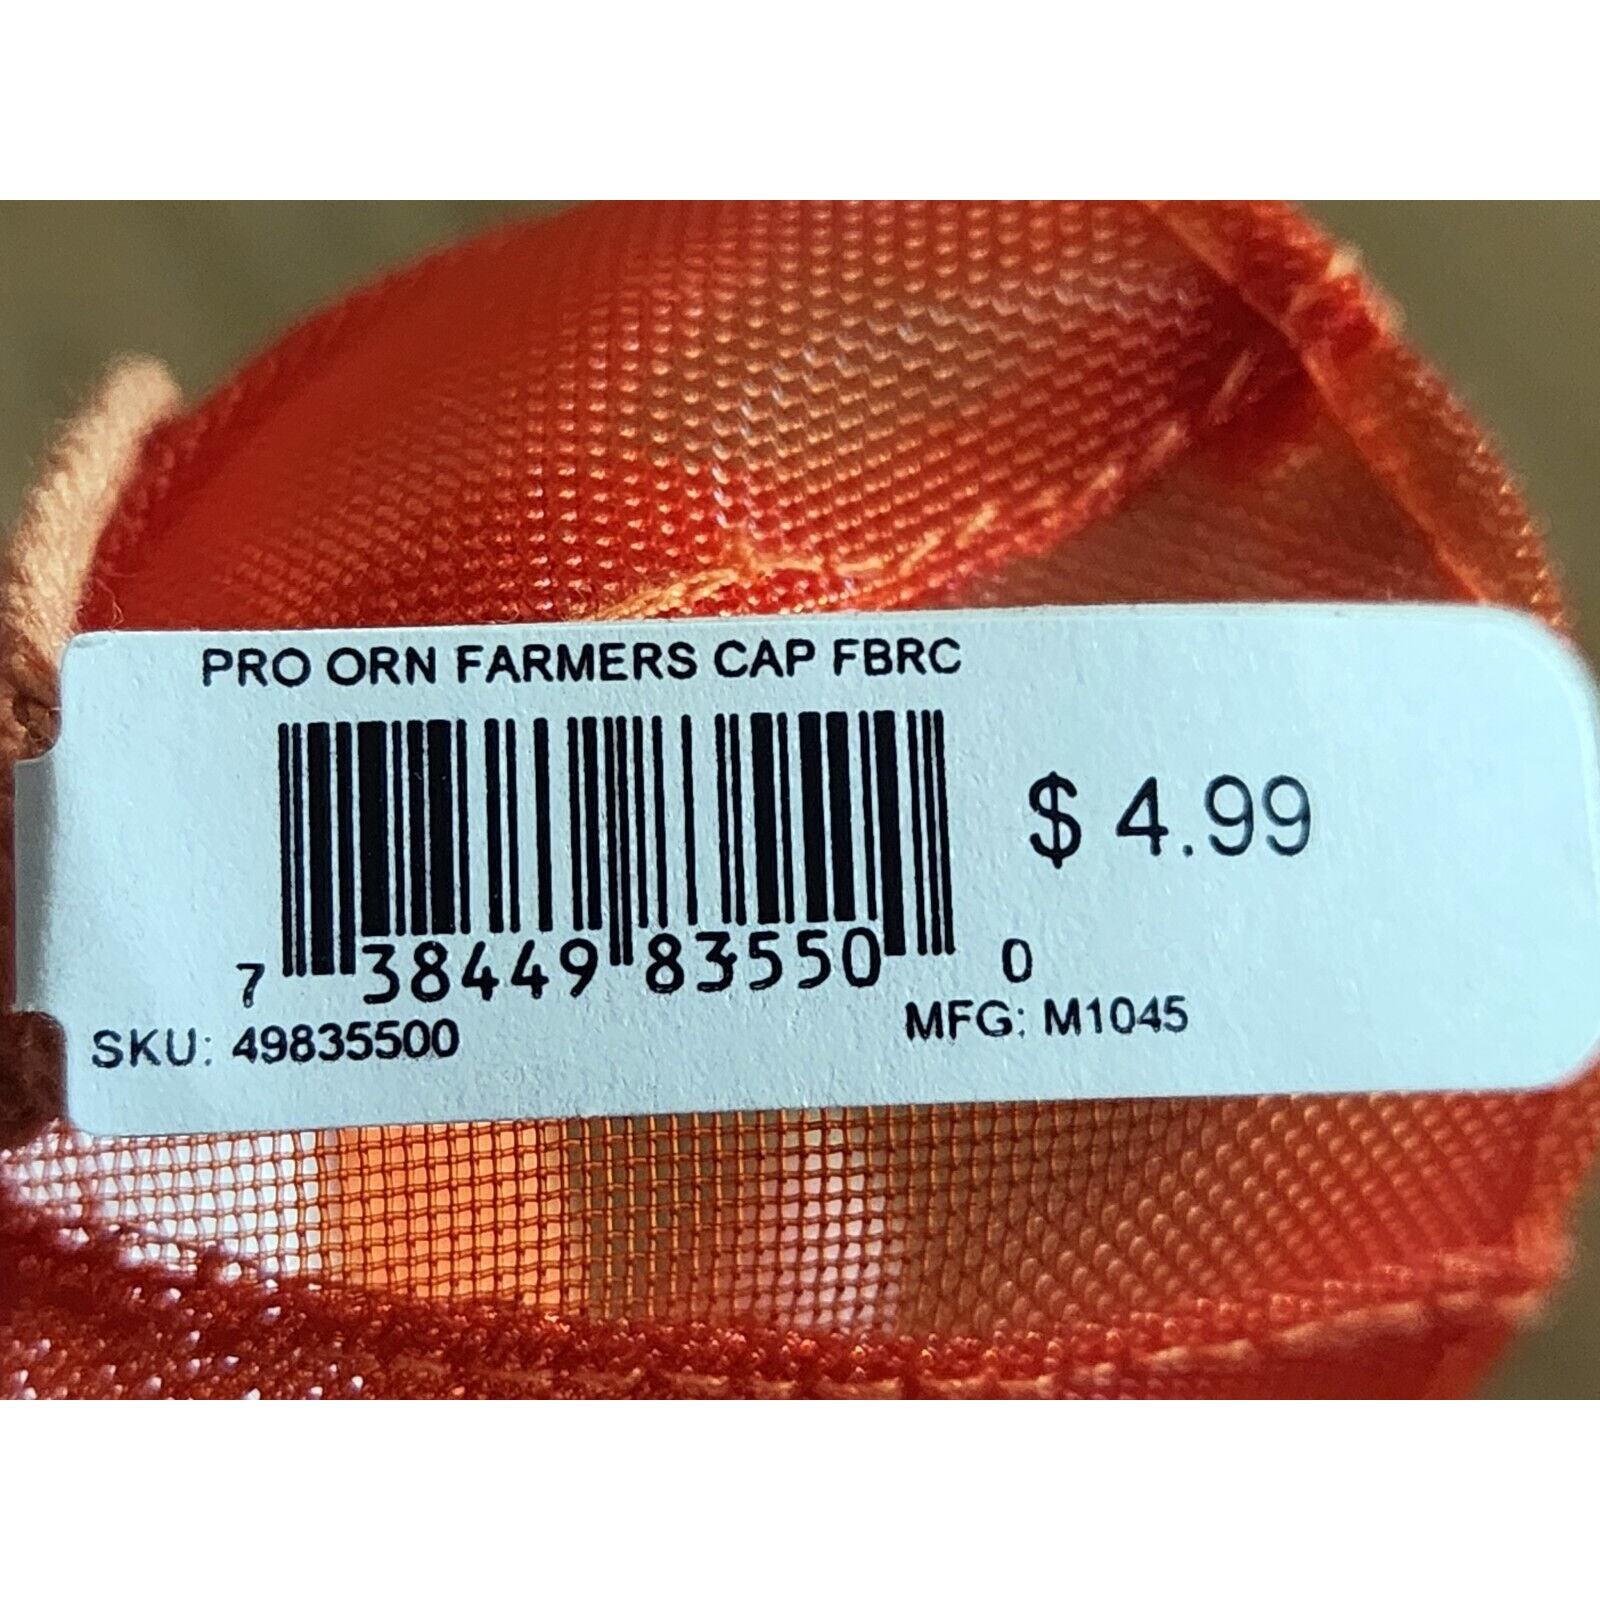 PRO ORN FARMERS CAP FBRC
$ 4.99
7 38449 83550 0
SKU: 49835500
MFG: M1045